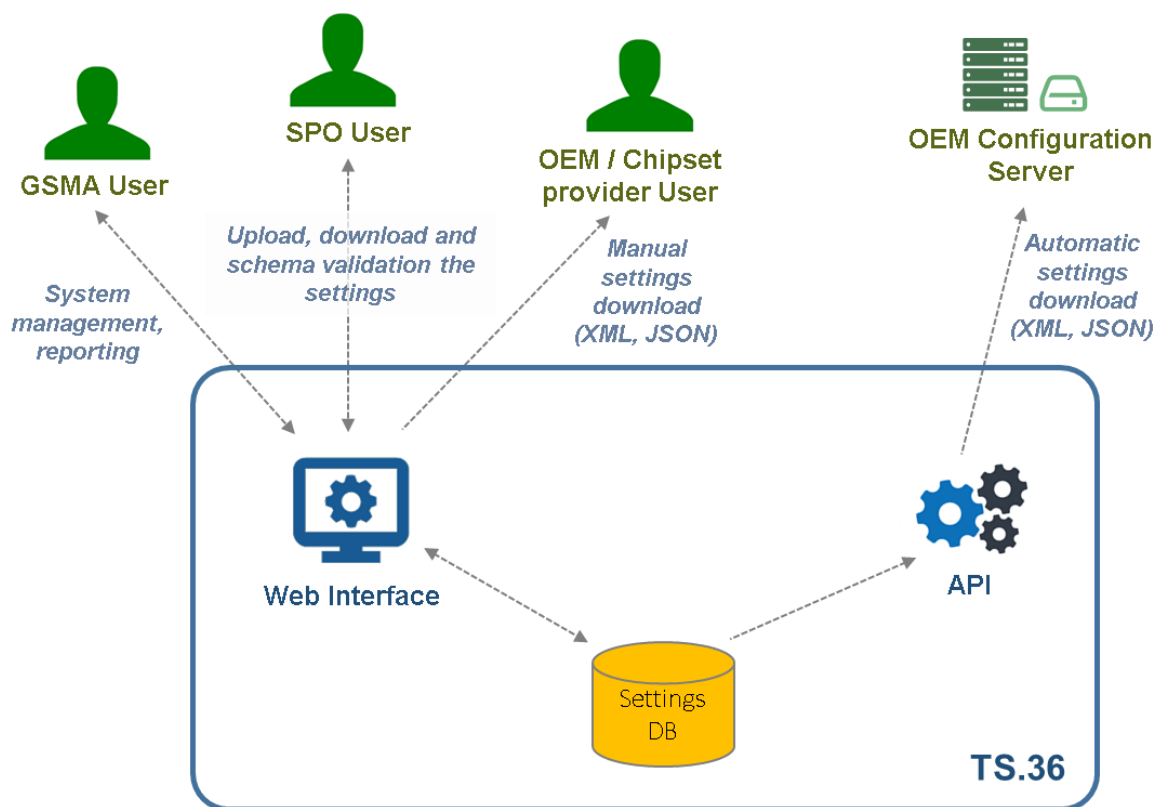 GSMA User
SPO User
OEM / Chipset
provider User
OEM Configuration
Server
System
management,
reporting
Upload, download and
schema validation the
settings
Manual
settings
download
(XML, JSON)
Automatic
settings
download
(XML, JSON)
Web Interface
API
Settings
DB
TS.36